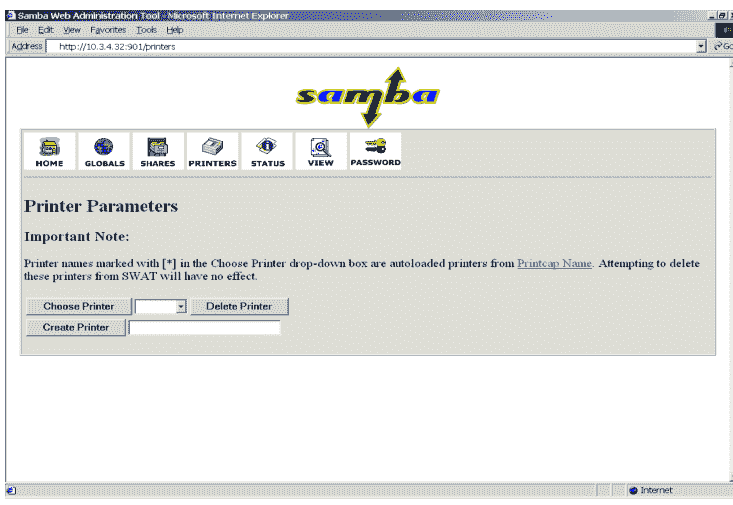 Samba Web Administration Tool - Microsoft Internet Explorer
File Edit View Favorites Tools Help
Address http://10.3.4.32:901/printers Go
samba
HOME GLOBALS SHARES PRINTERS STATUS VIEW PASSWORD
Printer Parameters
Important Note:
Printer names marked with [*] in the Choose Printer drop-down box are autoloaded printers from Printcap Name. Attempting to delete
these printers from SWAT will have no effect.
Choose Printer Delete Printer
Create Printer
Internet